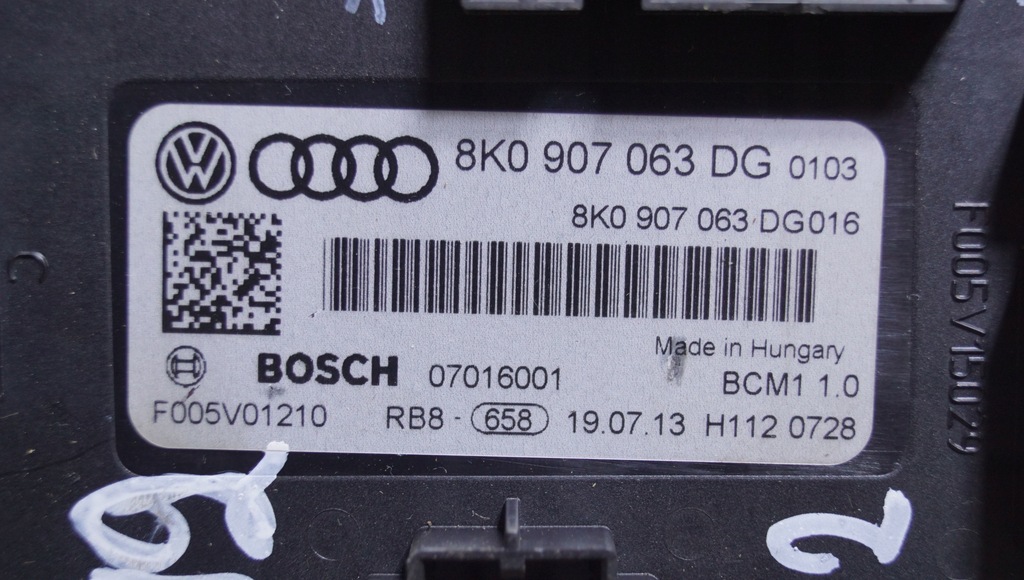 8K0 907 063 DG 0103
8K0 907 063 DG016
Made in Hungary
BOSCH 07016001
BCM1 1.0
F005V01210 RB8 - 658 19.07.13 H112 0728
F005V15029